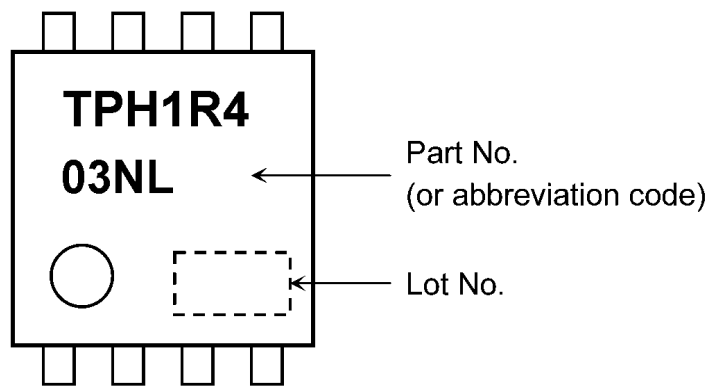 TPH1R4
03NL
Part No.
(or abbreviation code)
Lot No.